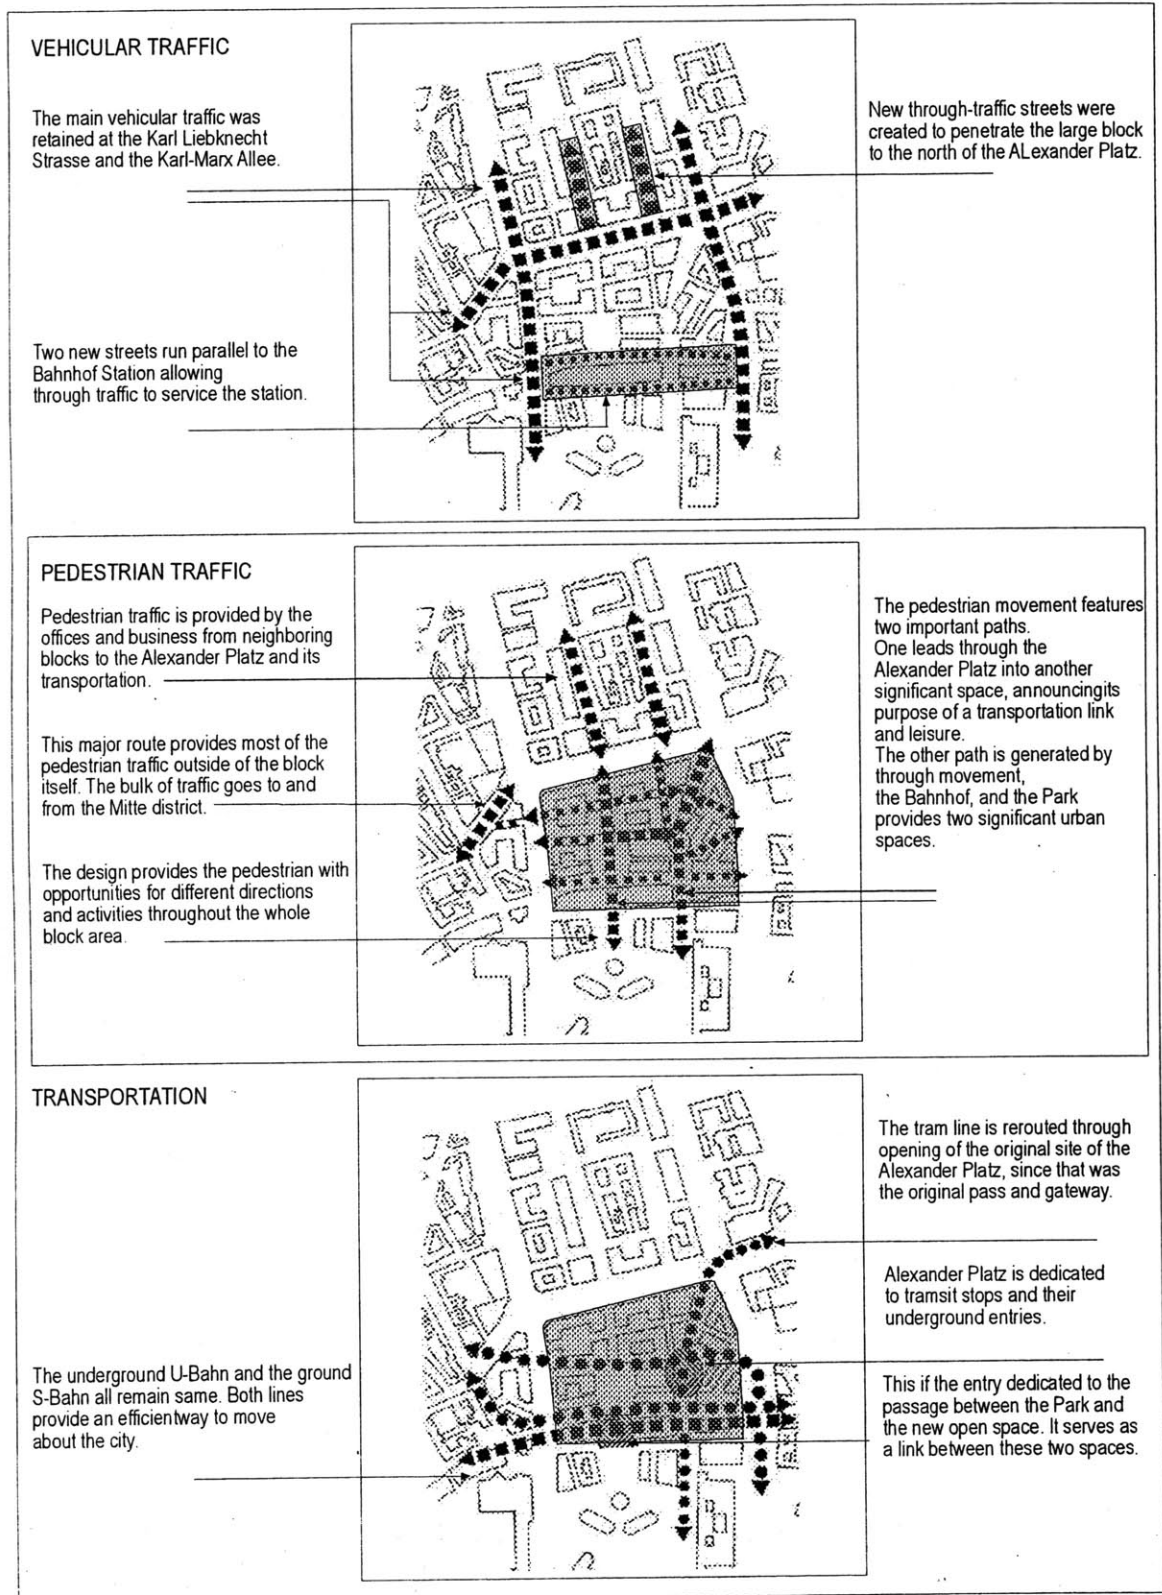 VEHICULAR TRAFFIC
The main vehicular traffic was
retained at the Karl Liebknecht
Strasse and the Karl-Marx Allee.
Two new streets run parallel to the
Bahnhof Station allowing
through traffic to service the station.
New through-traffic streets were
created to penetrate the large block
to the north of the ALexander Platz.
PEDESTRIAN TRAFFIC
Pedestrian traffic is provided by the
offices and business from neighboring
blocks to the Alexander Platz and its
transportation.
This major route provides most of the
pedestrian traffic outside of the block
itself. The bulk of traffic goes to and
from the Mitte district.
The design provides the pedestrian with
opportunities for different directions
and activities throughout the whole
block area.
The pedestrian movement features
two important paths.
One leads through the
Alexander Platz into another
significant space, announcingits
purpose of a transportation link
and leisure.
The other path is generated by
through movement,
the Bahnhof, and the Park
provides two significant urban
spaces.
TRANSPORTATION
The underground U-Bahn and the ground
S-Bahn all remain same. Both lines
provide an efficientway to move
about the city.
The tram line is rerouted through
opening of the original site of the
Alexander Platz, since that was
the original pass and gateway.
Alexander Platz is dedicated
to tramsit stops and their
underground entries.
This if the entry dedicated to the
passage between the Park and
the new open space. It serves as
a link between these two spaces.